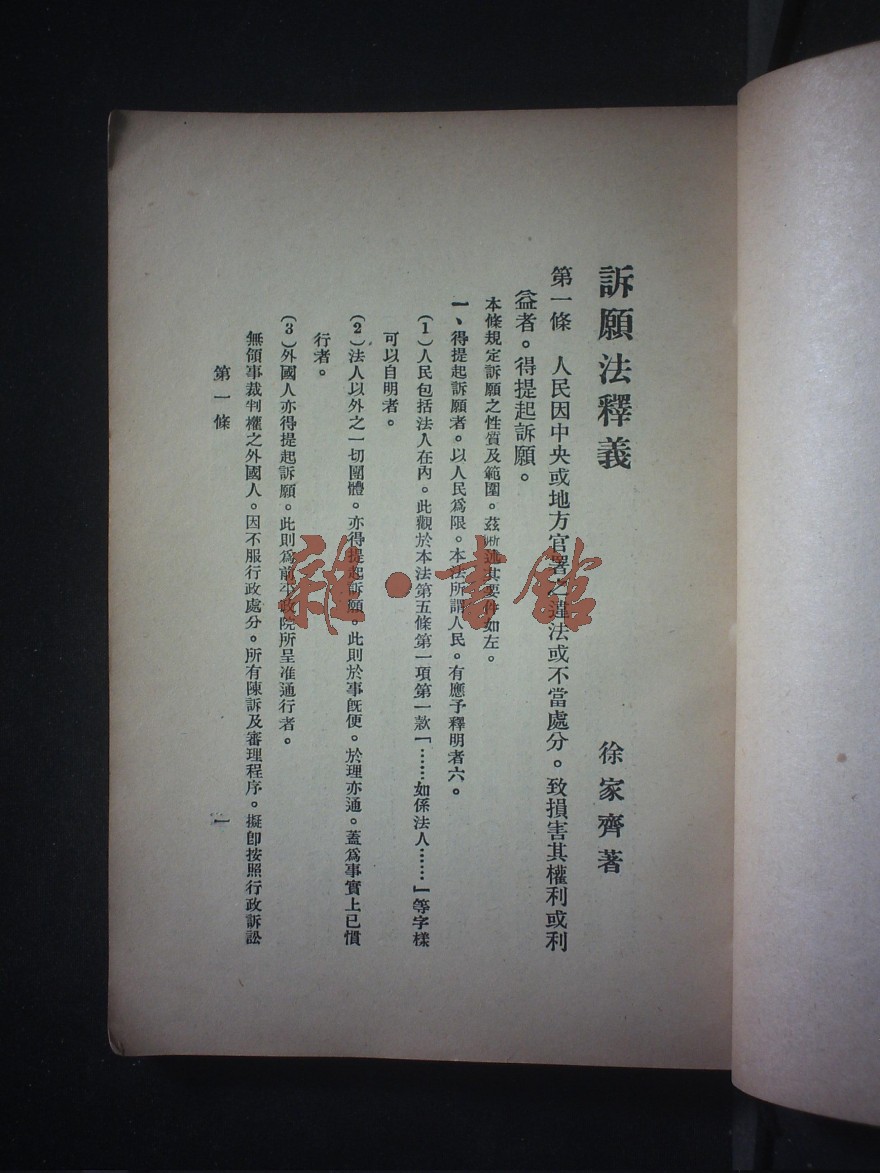 訴願法釋義
徐家齊著
第一條　人民因中央或地方官署之違法或不當處分。致損害其權利或利
益者。得提起訴願。
本條規定訴願之性質及範圍。茲晰述其要件如左。
一、得提起訴願者。以人民爲限。本法所謂人民。有應予釋明者六。
(1)人民包括法人在內。此觀於本法第五條第一項第一款「……如係法人……」等字樣
可以自明者。
(2)法人以外之一切團體。亦得提起訴願。此則於事旣便。於理亦通。蓋爲事實上已慣
行者。
(3)外國人亦得提起訴願。此則爲前平政院所呈准通行者。
無領事裁判權之外國人。因不服行政處分。所有陳訴及審理程序。擬卽按照行政訴訟
第一條
一
雜·書館